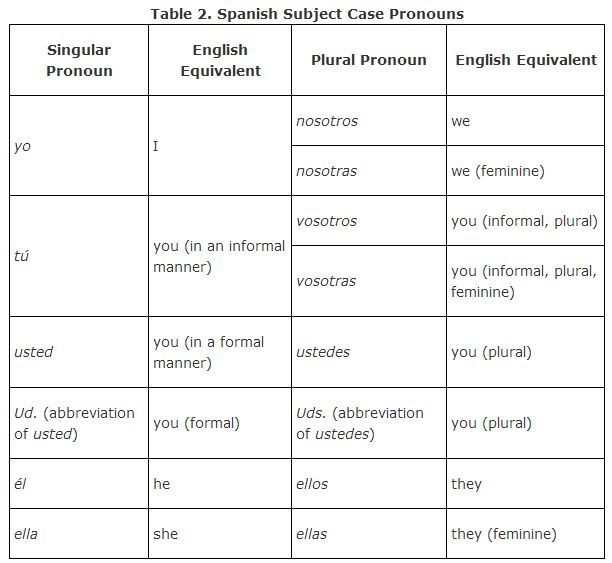 Table 2. Spanish Subject Case Pronouns
Singular Pronoun
English Equivalent
Plural Pronoun
English Equivalent
yo
I
nosotros
we
nosotras
we (feminine)
tú
you (in an informal
manner)
vosotros
you (informal, plural)
vosotras
you (informal, plural,
feminine)
usted
you (in a formal
manner)
ustedes
you (plural)
Ud. (abbreviation
of usted)
you (formal)
Uds. (abbreviation
of ustedes)
you (plural)
él
he
ellos
they
ella
she
ellas
they (feminine)